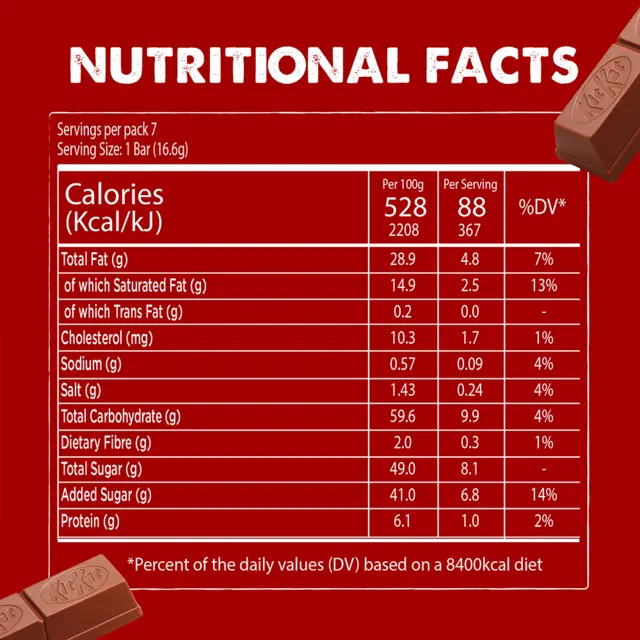 NUTRITIONAL FACTS
Servings per pack 7
Serving Size: 1 Bar (16.6g)
Calories (Kcal/kJ) Per 100g 528 2208 Per Serving 88 367 %DV*
Total Fat (g) 28.9 4.8 7%
of which Saturated Fat (g) 14.9 2.5 13%
of which Trans Fat (g) 0.2 0.0 -
Cholesterol (mg) 10.3 1.7 1%
Sodium (g) 0.57 0.09 4%
Salt (g) 1.43 0.24 4%
Total Carbohydrate (g) 59.6 9.9 4%
Dietary Fibre (g) 2.0 0.3 1%
Total Sugar (g) 49.0 8.1 -
Added Sugar (g) 41.0 6.8 14%
Protein (g) 6.1 1.0 2%
*Percent of the daily values (DV) based on a 8400kcal diet
KitKat
KitKat